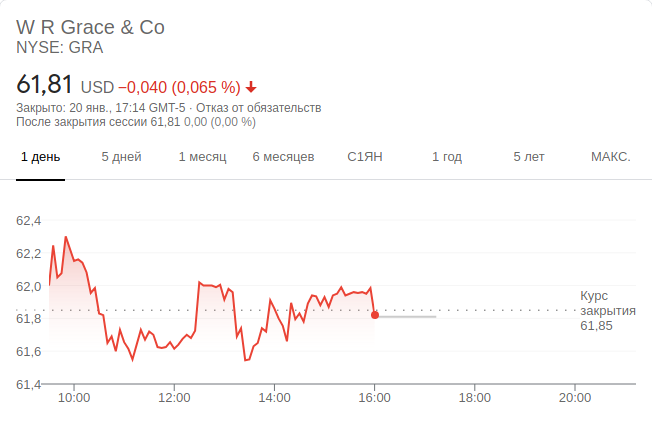 W R Grace & Co
NYSE: GRA
61,81 USD −0,040 (0,065 %)
Закрыто: 20 янв., 17:14 GMT-5 · Отказ от обязательств
После закрытия сессии 61,81 0,00 (0,00 %)
1 день 5 дней 1 месяц 6 месяцев С1ЯН 1 год 5 лет МАКС.
62,4
62,2
62,0
61,8
61,6
61,4
Курс
закрытия
61,85
10:00 12:00 14:00 16:00 18:00 20:00